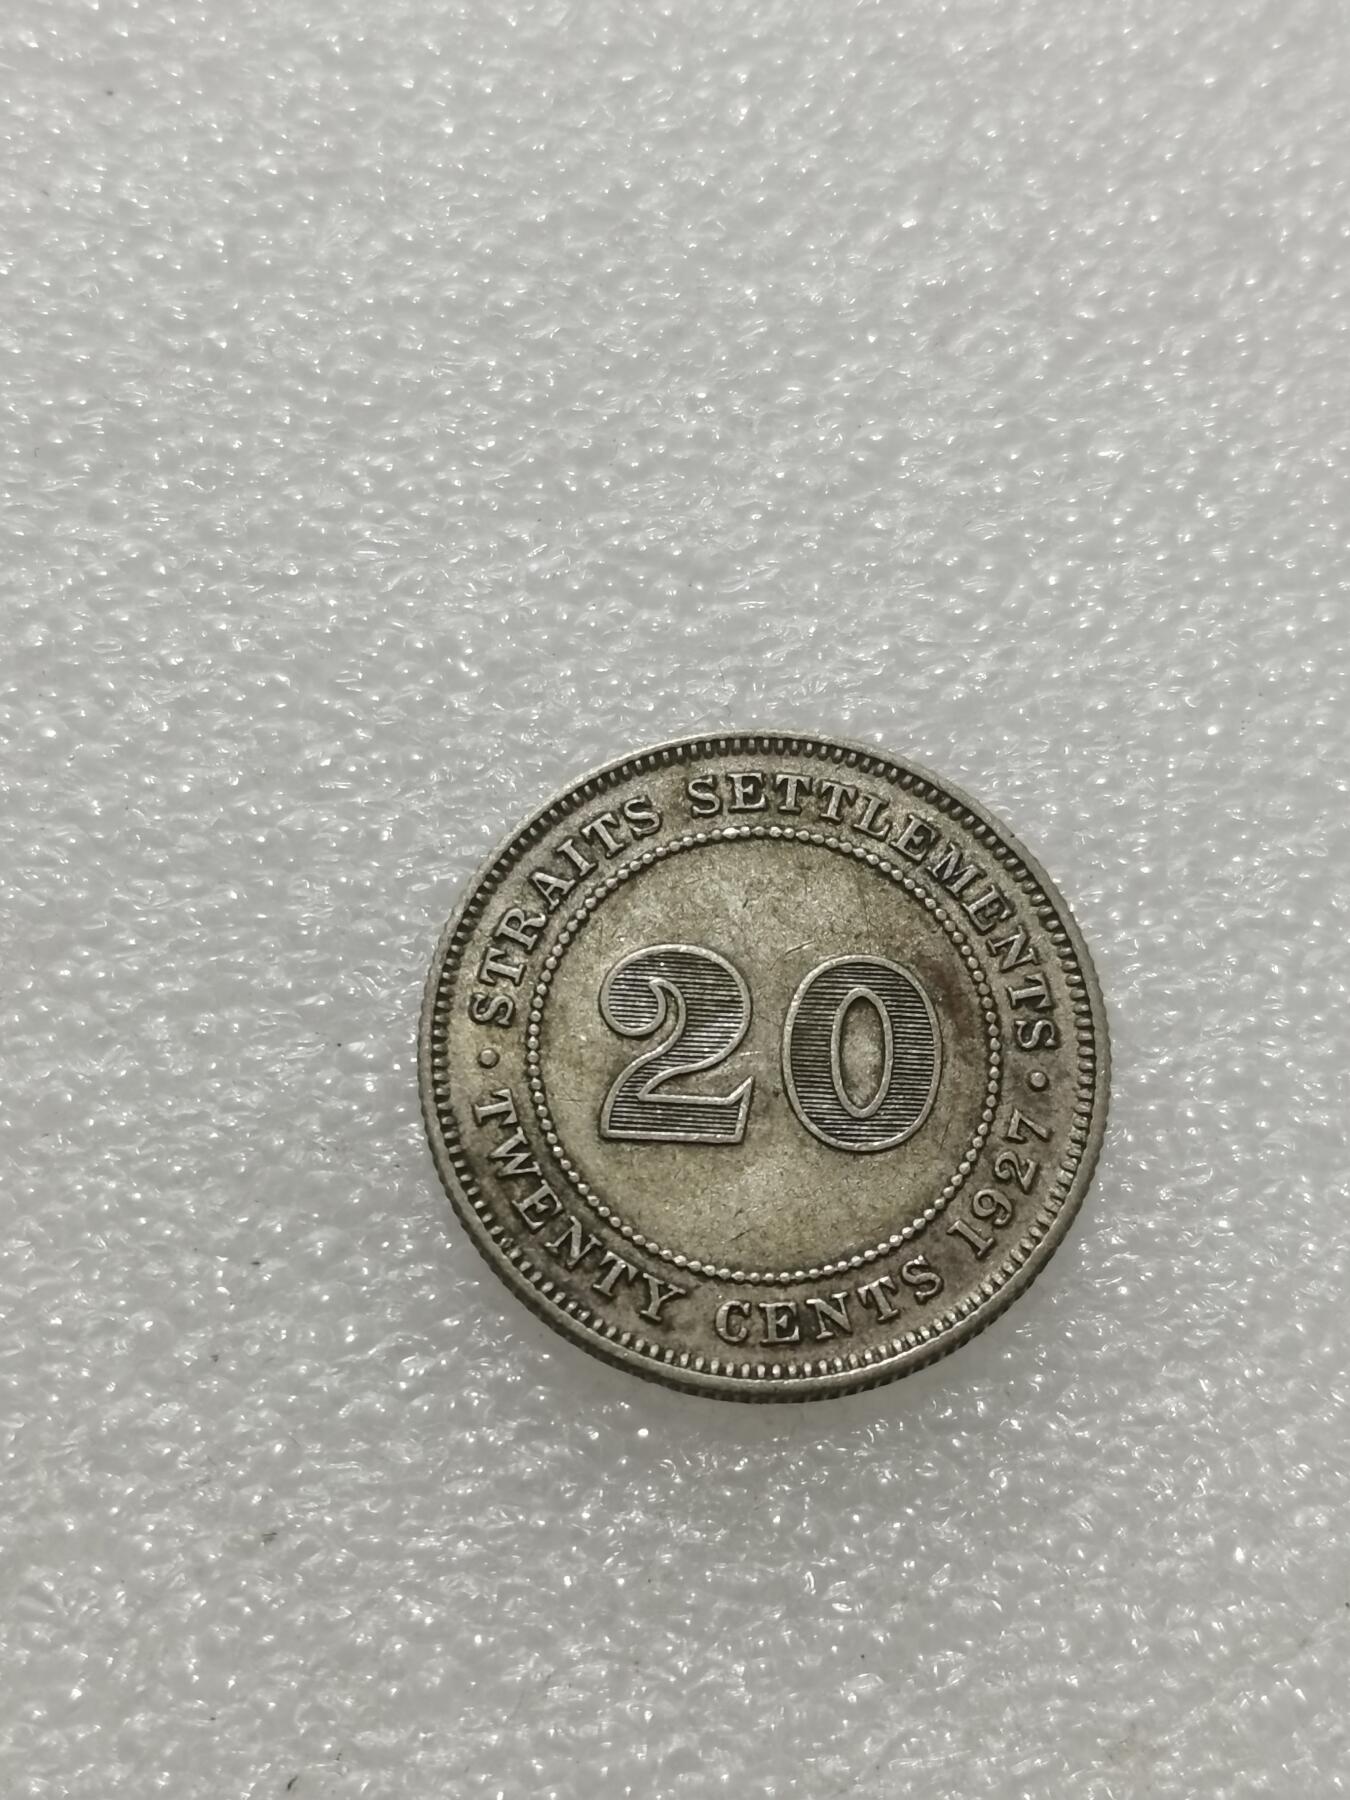 · STRAITS SETTLEMENTS ·
20
TWENTY CENTS 1927